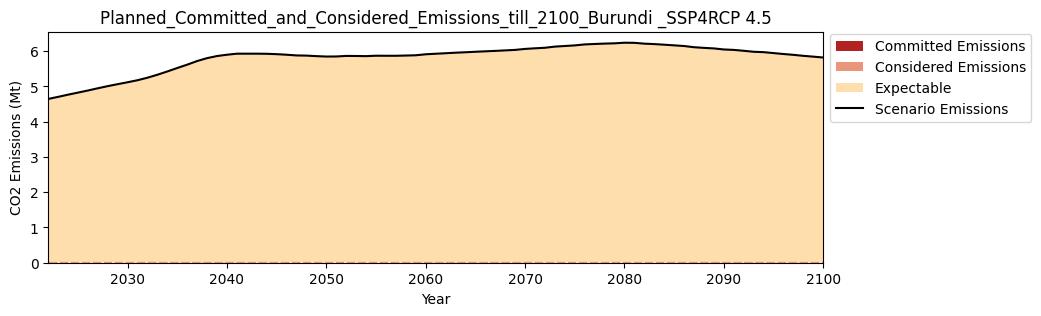 Planned_Committed_and_Considered_Emissions_till_2100_Burundi _SSP4RCP 4.5
CO2 Emissions (Mt)
6
5
4
3
2
1
0
2030 2040 2050 2060 2070 2080 2090 2100
Year
Committed Emissions
Considered Emissions
Expectable
Scenario Emissions